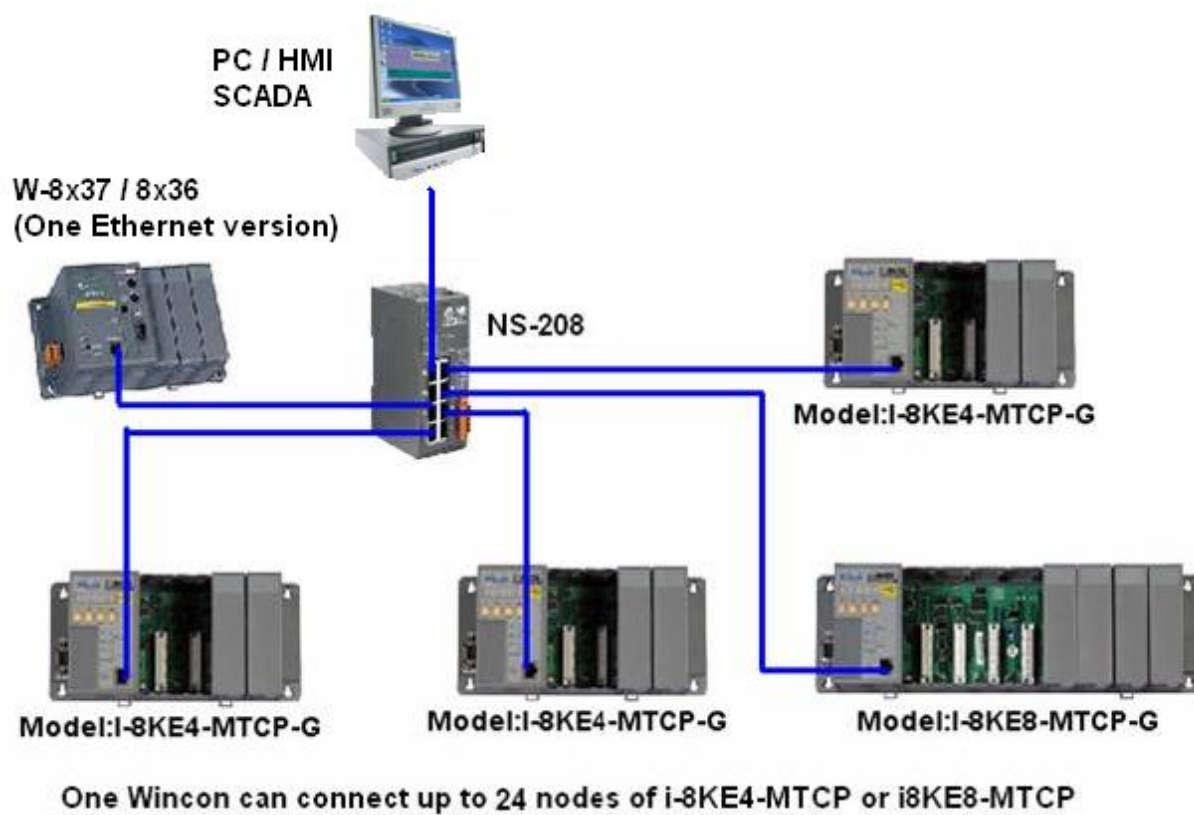 PC / HMI
SCADA
W-8x37 / 8x36
(One Ethernet version)
NS-208
Model:I-8KE4-MTCP-G
Model:I-8KE4-MTCP-G
Model:I-8KE4-MTCP-G
Model:I-8KE8-MTCP-G
One Wincon can connect up to 24 nodes of i-8KE4-MTCP or i8KE8-MTCP